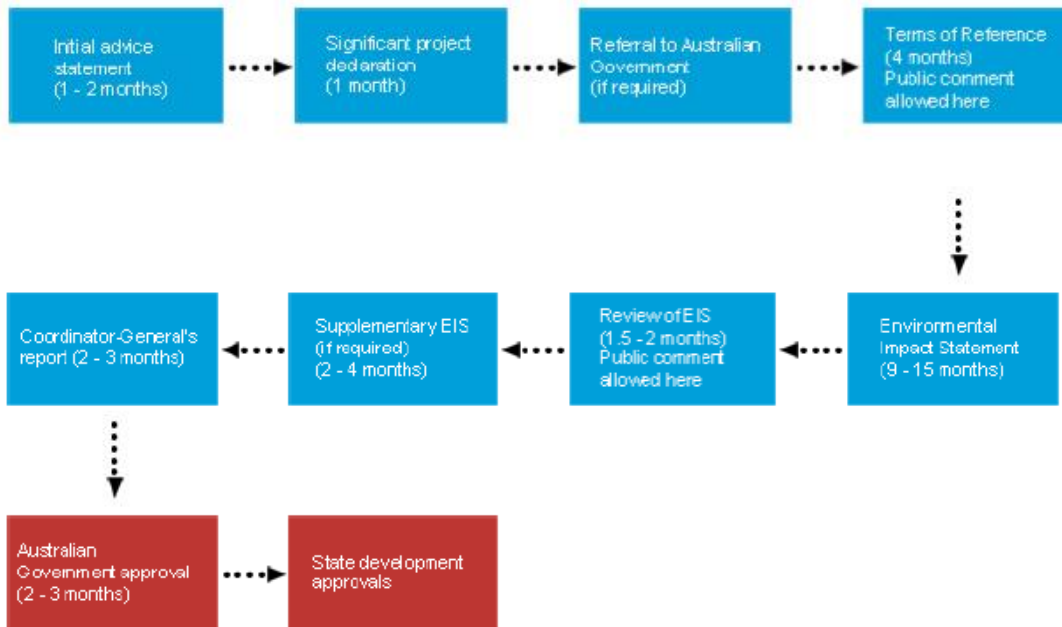 Initial advice
statement
(1 - 2 months)
Significant project
declaration
(1 month)
Referral to Australian
Government
(if required)
Terms of Reference
(4 months)
Public comment
allowed here
Environmental
Impact Statement
(9 - 15 months)
Review of EIS
(1.5 - 2 months)
Public comment
allowed here
Supplementary EIS
(if required)
(2 - 4 months)
Coordinator-General's
report (2 - 3 months)
Australian
Government approval
(2 - 3 months)
State development
approvals